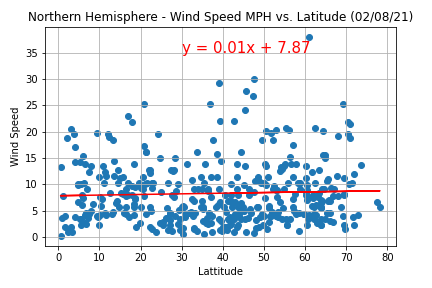 Northern Hemisphere - Wind Speed MPH vs. Latitude (02/08/21)
y = 0.01x + 7.87
35
30
25
20
15
10
5
0
Wind Speed
0 10 20 30 40 50 60 70 80
Lattitude